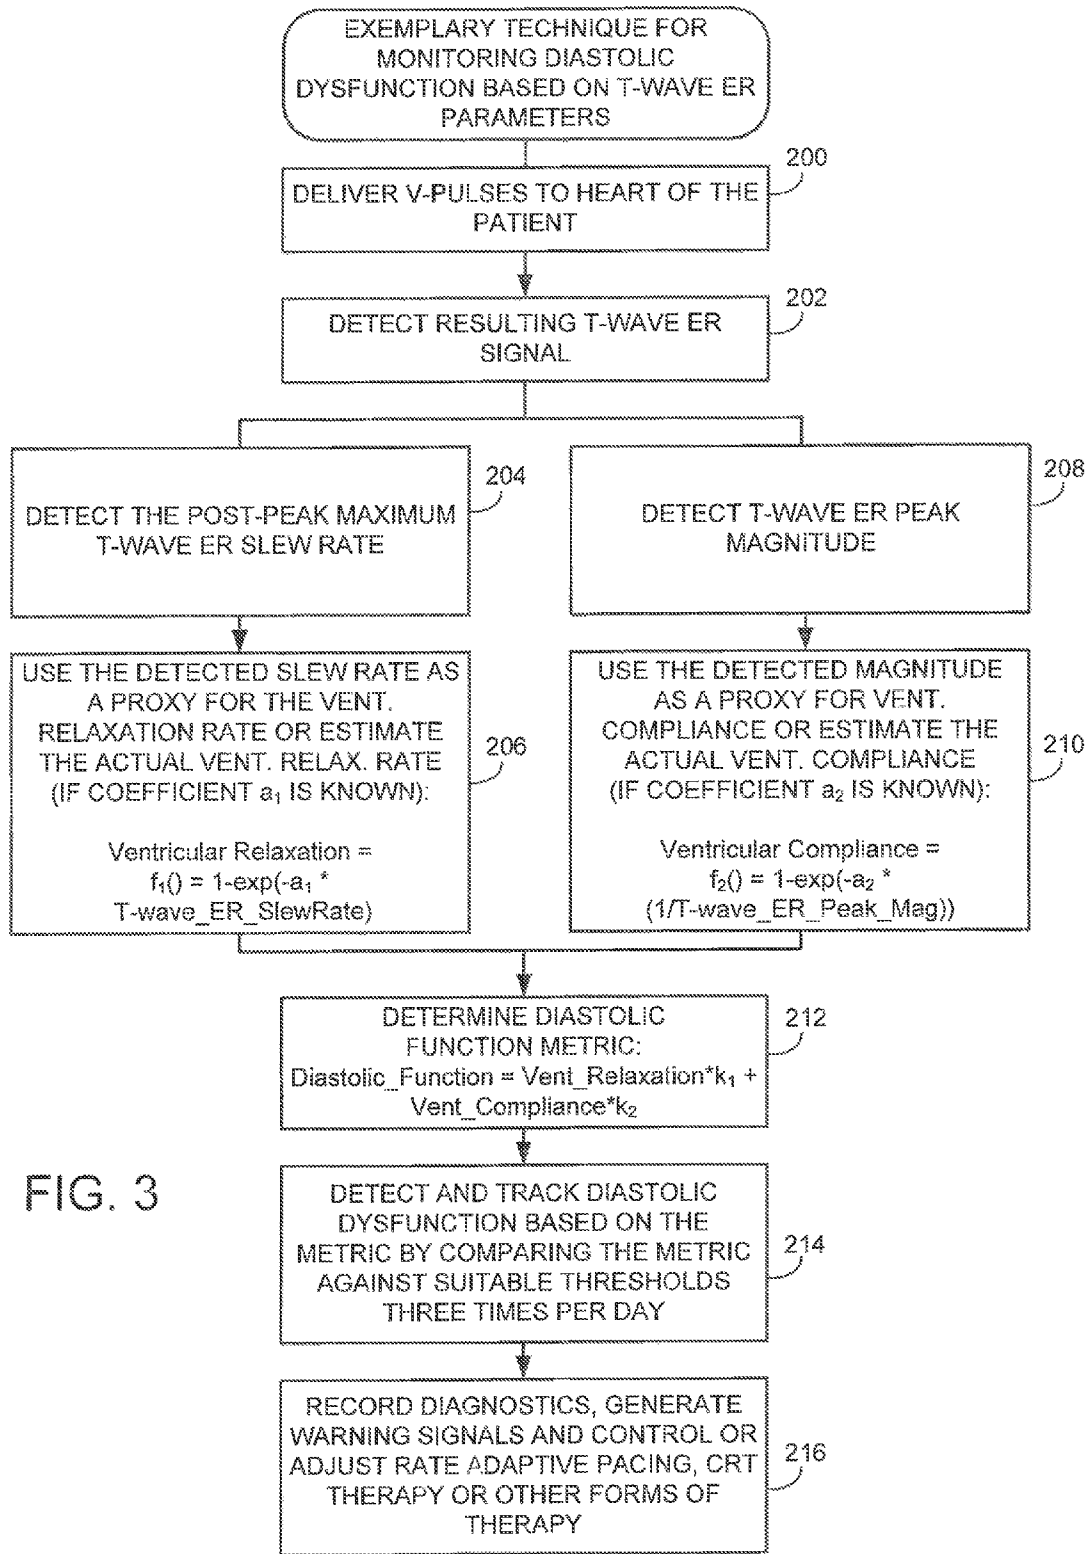 EXEMPLARY TECHNIQUE FOR
MONITORING DIASTOLIC
DYSFUNCTION BASED ON T-WAVE ER
PARAMETERS
200
DELIVER V-PULSES TO HEART OF THE
PATIENT
202
DETECT RESULTING T-WAVE ER
SIGNAL
204
DETECT THE POST-PEAK MAXIMUM
T-WAVE ER SLEW RATE
208
DETECT T-WAVE ER PEAK
MAGNITUDE
USE THE DETECTED SLEW RATE AS
A PROXY FOR THE VENT.
RELAXATION RATE OR ESTIMATE
THE ACTUAL VENT. RELAX. RATE
(IF COEFFICIENT a₁ IS KNOWN):
Ventricular Relaxation =
f₁() = 1-exp(-a₁ *
T-wave_ER_SlewRate)
206
USE THE DETECTED MAGNITUDE
AS A PROXY FOR VENT.
COMPLIANCE OR ESTIMATE THE
ACTUAL VENT. COMPLIANCE
(IF COEFFICIENT a₂ IS KNOWN):
Ventricular Compliance =
f₂() = 1-exp(-a₂ *
(1/T-wave_ER_Peak_Mag))
210
DETERMINE DIASTOLIC
FUNCTION METRIC:
Diastolic_Function = Vent_Relaxation*k₁ +
Vent_Compliance*k₂
212
FIG. 3
DETECT AND TRACK DIASTOLIC
DYSFUNCTION BASED ON THE
METRIC BY COMPARING THE METRIC
AGAINST SUITABLE THRESHOLDS
THREE TIMES PER DAY
214
RECORD DIAGNOSTICS, GENERATE
WARNING SIGNALS AND CONTROL OR
ADJUST RATE ADAPTIVE PACING, CRT
THERAPY OR OTHER FORMS OF
THERAPY
216